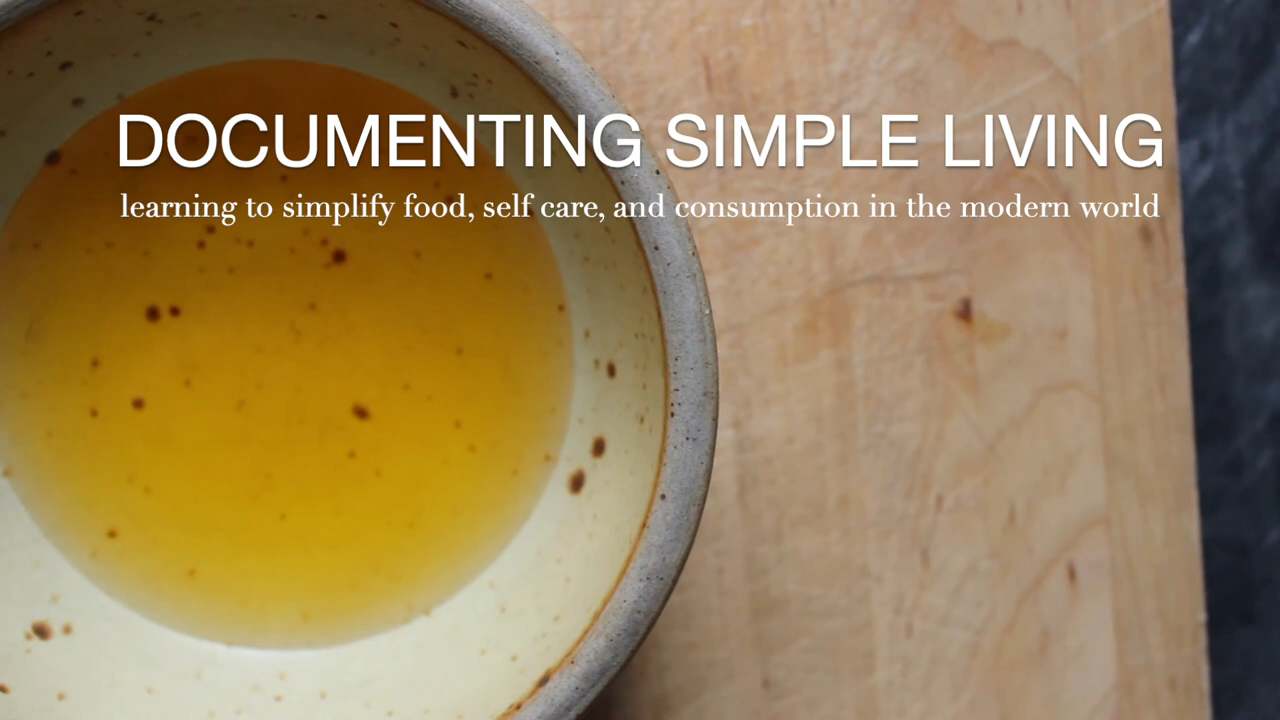 DOCUMENTING SIMPLE LIVING
learning to simplify food, self care, and consumption in the modern world